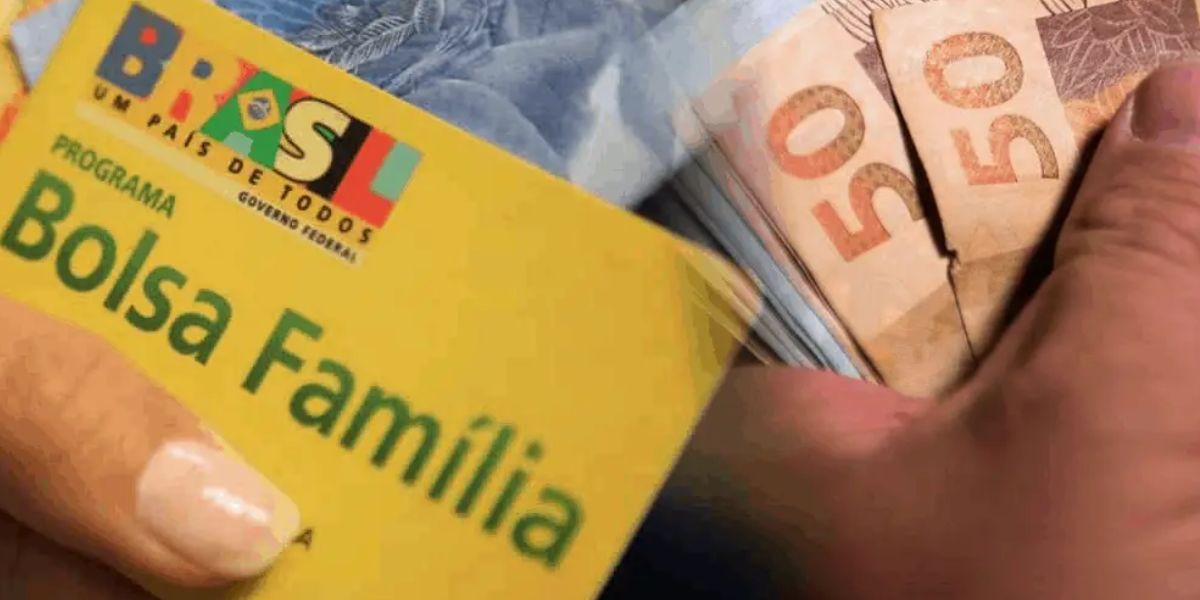 BRASIL
UM PAÍS DE TODOS
GOVERNO FEDERAL
PROGRAMA
Bolsa Família
A
50
50